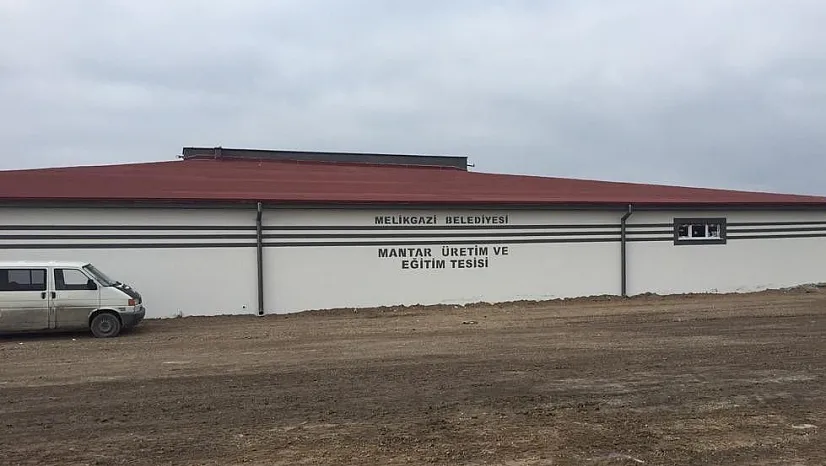 MELİKGAZİ BELEDİYESİ
MANTAR ÜRETİM VE
EĞİTİM TESİSİ